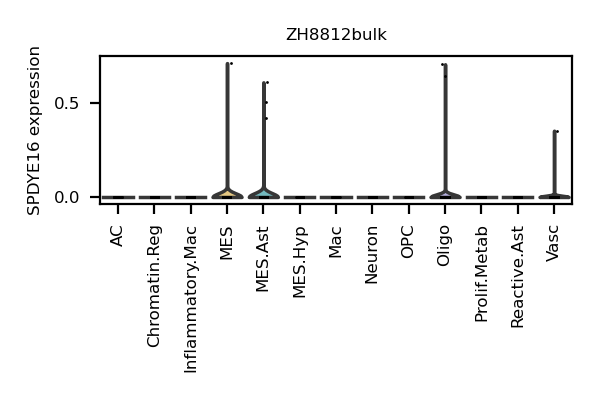 ZH8812bulk
SPDYE16 expression
0.5
0.0
AC
Chromatin.Reg
Inflammatory.Mac
MES
MES.Ast
MES.Hyp
Mac
Neuron
OPC
Oligo
Prolif.Metab
Reactive.Ast
Vasc